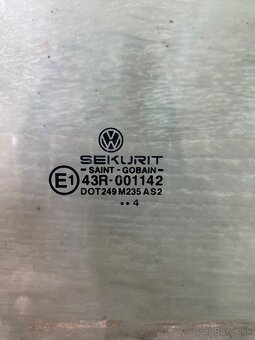 SEKURIT
SAINT-GOBAIN
E1 43R-001142
DOT249 M235 AS2
•• 4